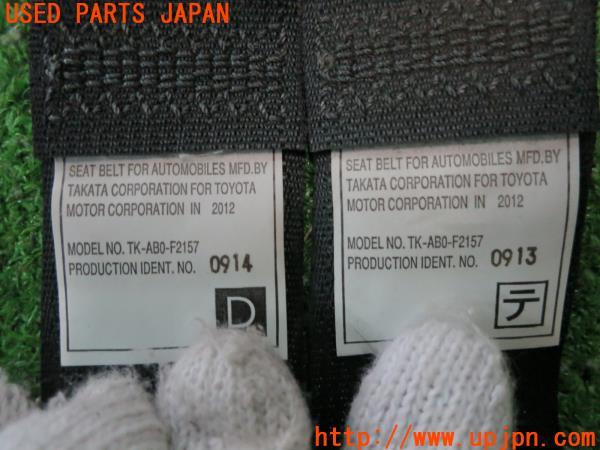 USED PARTS JAPAN
SEAT BELT FOR AUTOMOBILES MFD.BY
TAKATA CORPORATION FOR TOYOTA
MOTOR CORPORATION IN 2012
MODEL NO. TK-AB0-F2157
PRODUCTION IDENT. NO. 0914
D
SEAT BELT FOR AUTOMOBILES MFD.BY
TAKATA CORPORATION FOR TOYOTA
MOTOR CORPORATION IN 2012
MODEL NO. TK-AB0-F2157
PRODUCTION IDENT. NO. 0913
テ
http://www.upjpn.com/